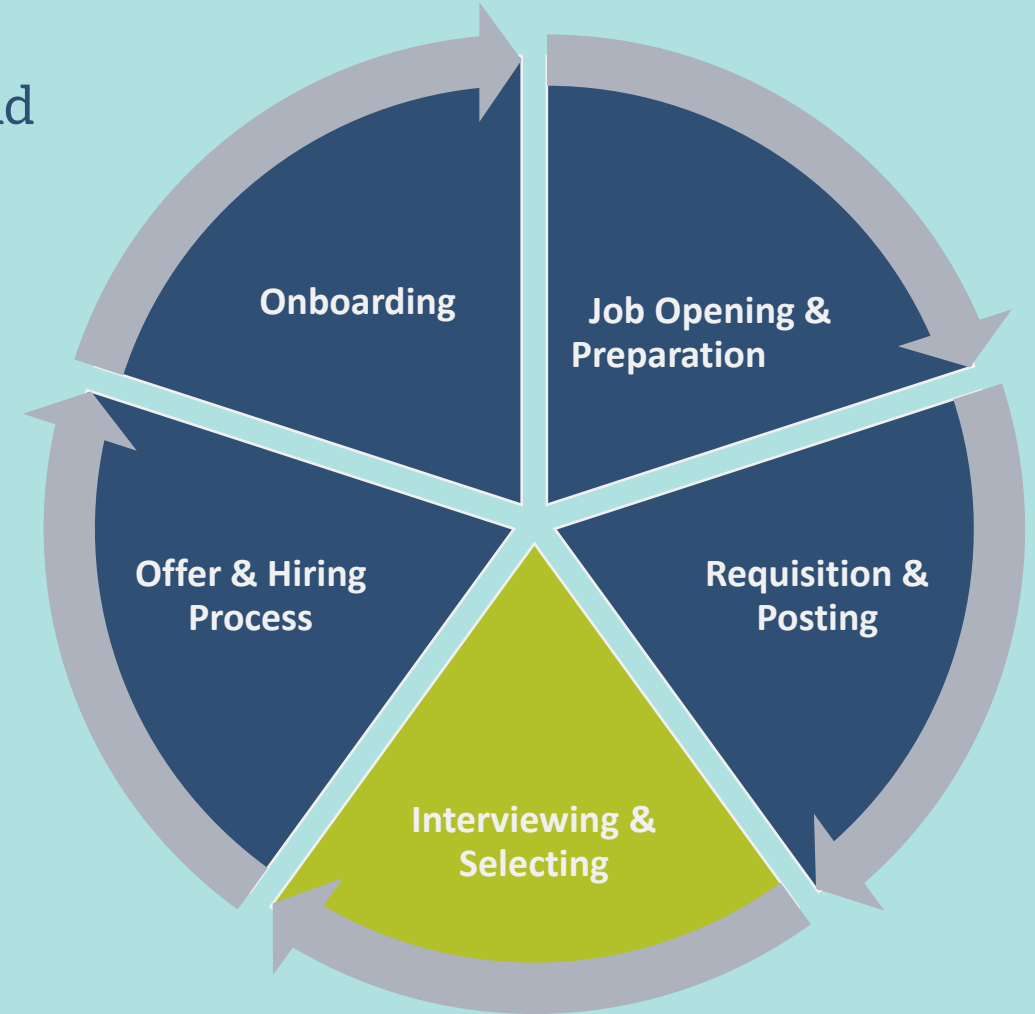 Onboarding
Job Opening &
Preparation
Offer & Hiring
Process
Requisition &
Posting
Interviewing &
Selecting